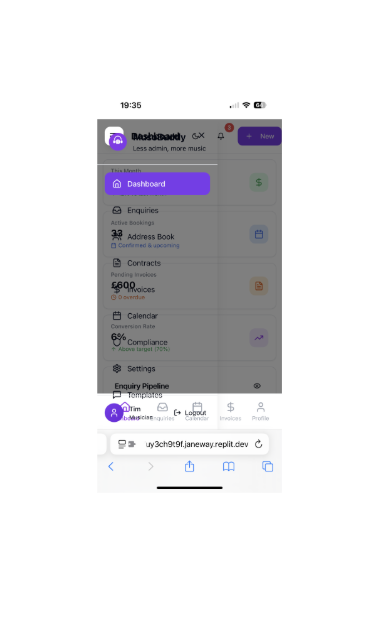 19:35
Dashboard
MusoBuddy
Less admin, more music
New
This Month
Dashboard
Enquiries
Active Bookings
33
Address Book
Confirmed & upcoming
Contracts
Pending Invoices
£600
Invoices
0 overdue
Calendar
Conversion Rate
6%
Compliance
Above target (70%)
Settings
Enquiry Pipeline
Templates
Tim
Musician
Logout
Dashboard
Enquiries
Calendar
Invoices
Profile
uy3ch9t9f.janeway.replit.dev